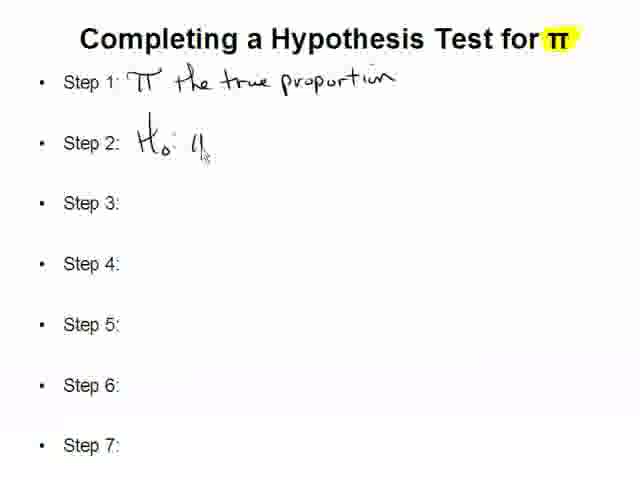 Completing a Hypothesis Test for π
• Step 1: π the true proportion
• Step 2: H₀:
• Step 3:
• Step 4:
• Step 5:
• Step 6:
• Step 7: